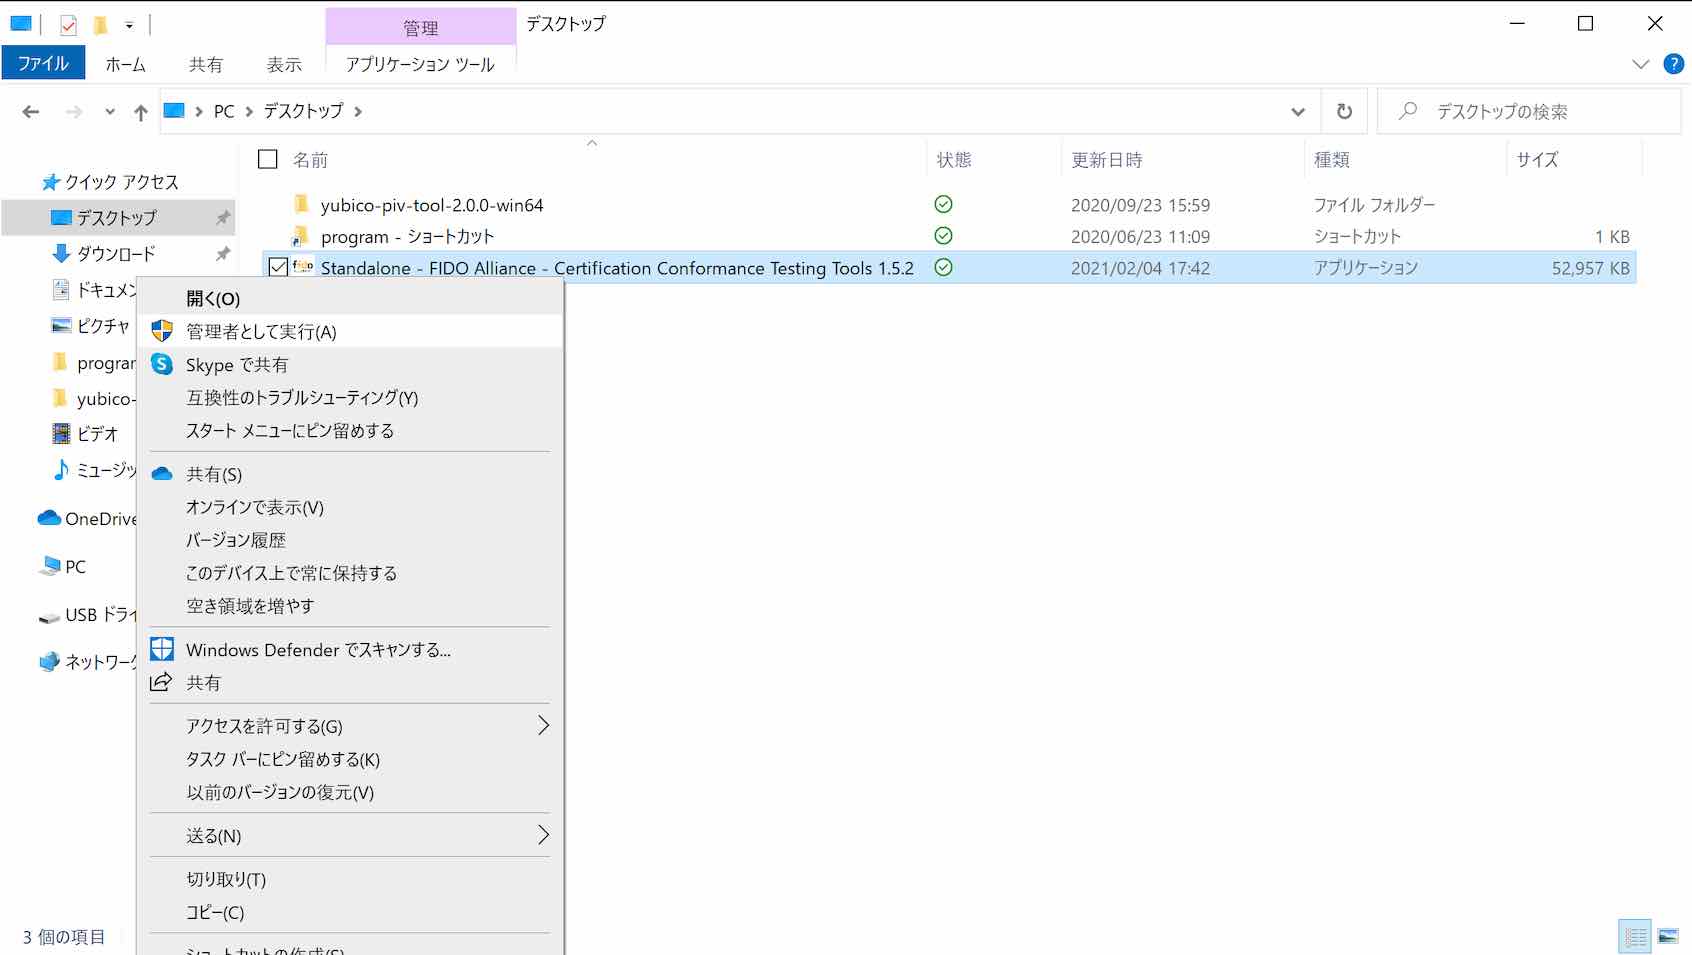 管理
デスクトップ
ファイル
ホーム
共有
表示
アプリケーション ツール
PC
デスクトップ
デスクトップの検索
名前
状態
更新日時
種類
サイズ
クイック アクセス
yubico-piv-tool-2.0.0-win64
2020/09/23 15:59
ファイル フォルダー
デスクトップ
program - ショートカット
2020/06/23 11:09
ショートカット
1 KB
ダウンロード
fido
Standalone - FIDO Alliance - Certification Conformance Testing Tools 1.5.2
2021/02/04 17:42
アプリケーション
52,957 KB
ドキュメン
ピクチャ
progran
yubico-
ビデオ
ミュージッ
OneDrive
PC
USB ドライ
ネットワーク
開く(O)
管理者として実行(A)
Skype で共有
互換性のトラブルシューティング(Y)
スタート メニューにピン留めする
共有(S)
オンラインで表示(V)
バージョン履歴
このデバイス上で常に保持する
空き領域を増やす
Windows Defender でスキャンする...
共有
アクセスを許可する(G)
タスク バーにピン留めする(K)
以前のバージョンの復元(V)
送る(N)
切り取り(T)
コピー(C)
ショートカットの作成(S)
3 個の項目